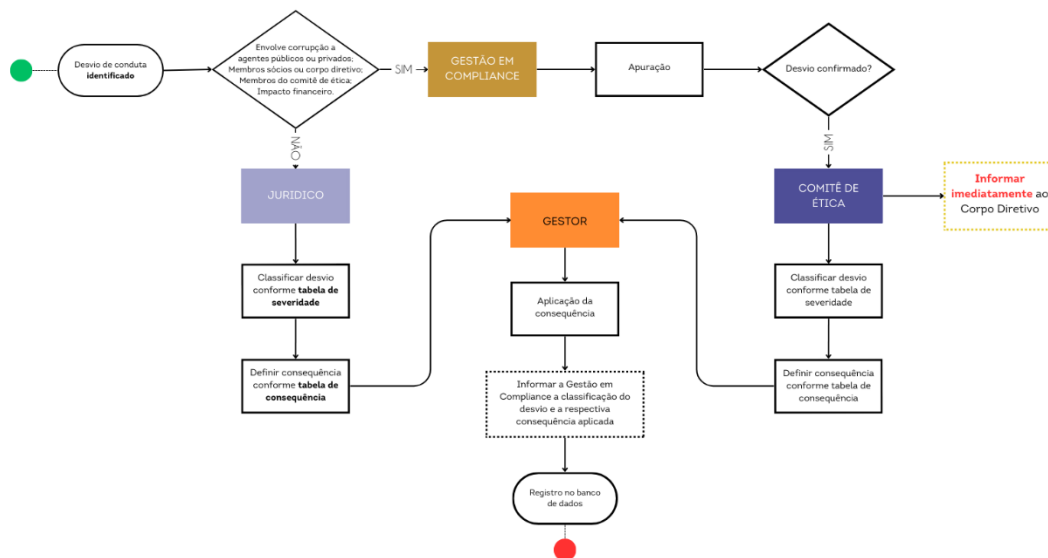 Desvio de conduta
identificado
Envolve corrupção a
agentes públicos ou privados;
Membros sócios ou corpo diretivo;
Membros do comitê de ética;
Impacto financeiro.
SIM
GESTÃO EM
COMPLIANCE
Apuração
Desvio confirmado?
NÃO
SIM
JURIDICO
GESTOR
COMITÊ DE
ÉTICA
Informar
imediatamente ao
Corpo Diretivo
Classificar desvio
conforme tabela de
severidade
Aplicação da
consequência
Classificar desvio
conforme tabela de
severidade
Definir consequência
conforme tabela de
consequência
Informar a Gestão em
Compliance a classificação do
desvio e a respectiva
consequência aplicada
Definir consequência
conforme tabela de
consequência
Registro no banco
de dados